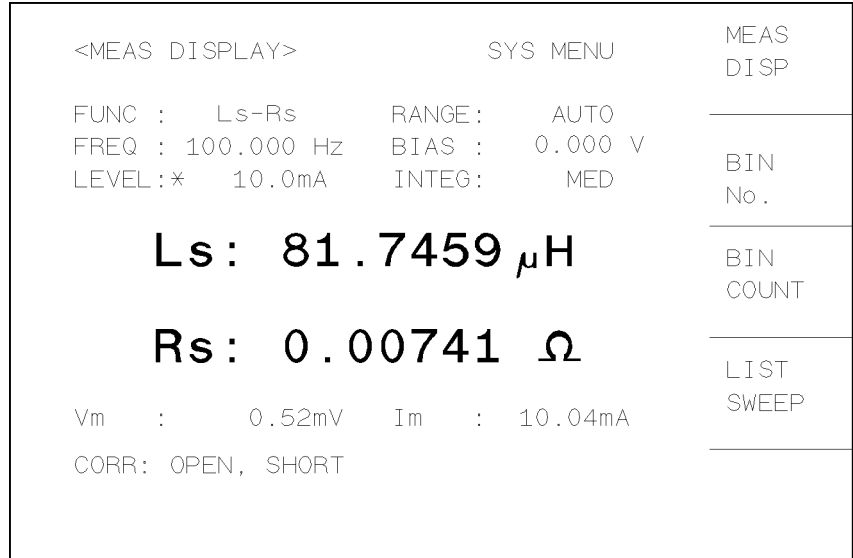 <MEAS DISPLAY> SYS MENU
FUNC : Ls-Rs RANGE: AUTO
FREQ : 100.000 Hz BIAS : 0.000 V
LEVEL:* 10.0mA INTEG: MED
Ls: 81.7459 μH
Rs: 0.00741 Ω
Vm : 0.52mV Im : 10.04mA
CORR: OPEN, SHORT
MEAS
DISP
BIN
No.
BIN
COUNT
LIST
SWEEP